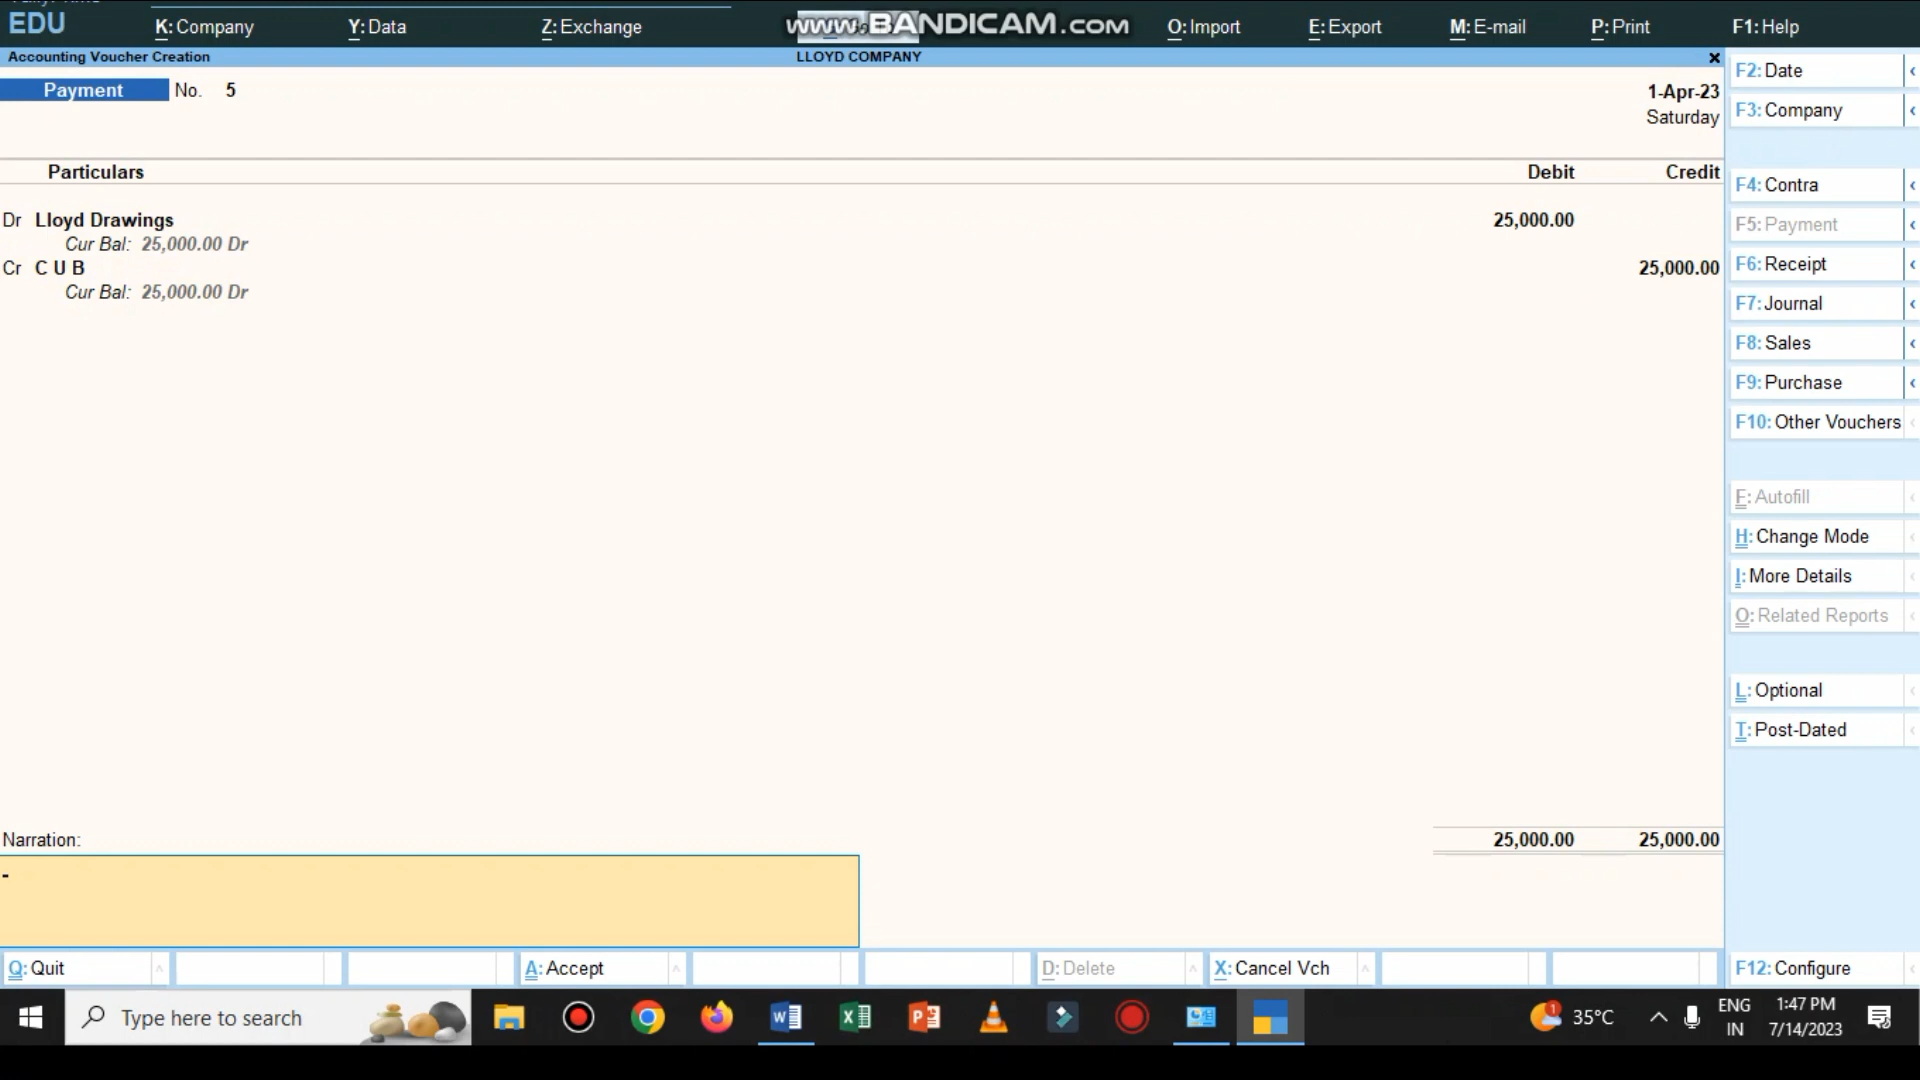 EDU K: Company Y: Data Z: Exchange www.BANDICAM.com O: Import E: Export M: E-mail P: Print F1: Help
Accounting Voucher Creation LLOYD COMPANY
Payment No. 5 1-Apr-23
Saturday
Particulars Debit Credit
Dr Lloyd Drawings 25,000.00
Cur Bal: 25,000.00 Dr
Cr C U B 25,000.00
Cur Bal: 25,000.00 Dr
Narration: 25,000.00 25,000.00
F2: Date
F3: Company
F4: Contra
F5: Payment
F6: Receipt
F7: Journal
F8: Sales
F9: Purchase
F10: Other Vouchers
F: Autofill
H: Change Mode
I: More Details
O: Related Reports
L: Optional
T: Post-Dated
Q: Quit A: Accept D: Delete X: Cancel Vch F12: Configure
Type here to search 35°C ENG 1:47 PM
IN 7/14/2023